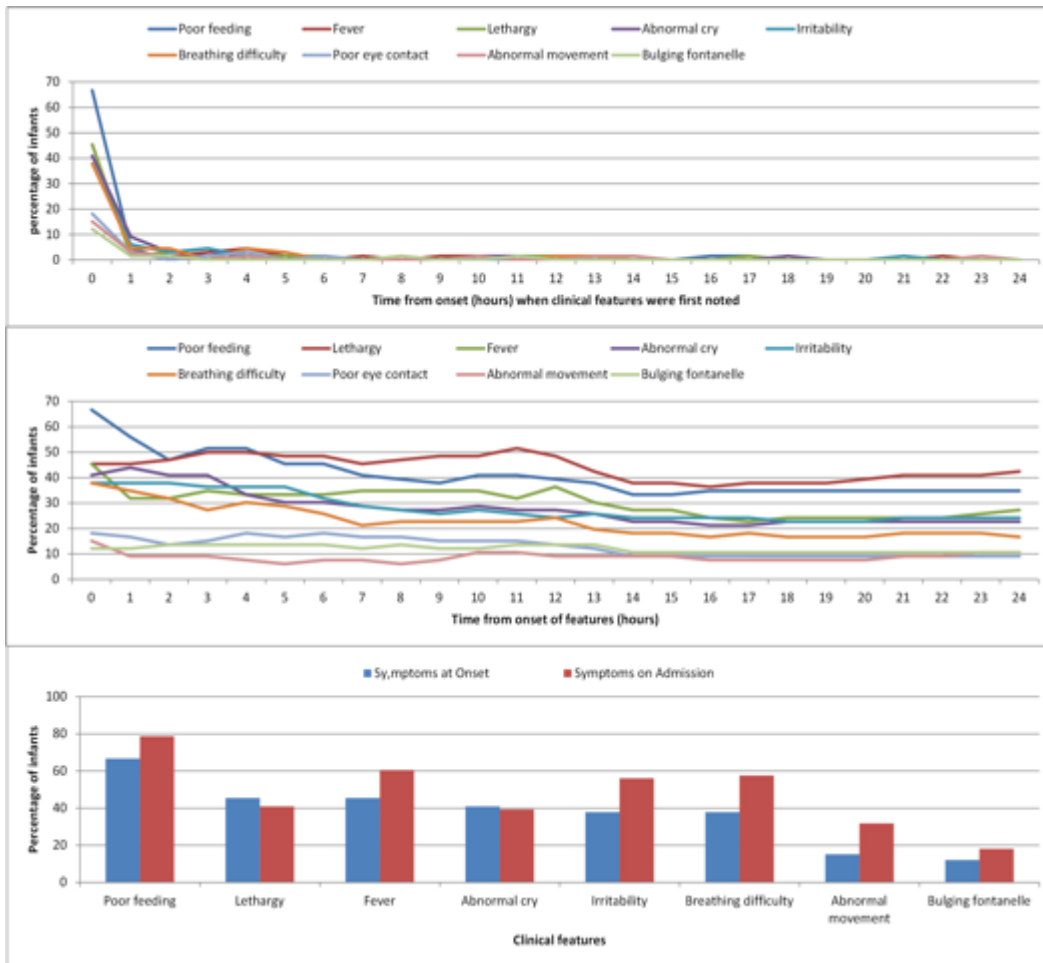 Poor feeding Fever Lethargy Abnormal cry Irritability
Breathing difficulty Poor eye contact Abnormal movement Bulging fontanelle
percentage of infants
70
60
50
40
30
20
10
0
0 1 2 3 4 5 6 7 8 9 10 11 12 13 14 15 16 17 18 19 20 21 22 23 24
Time from onset (hours) when clinical features were first noted
Poor feeding Lethargy Fever Abnormal cry Irritability
Breathing difficulty Poor eye contact Abnormal movement Bulging fontanelle
Percentage of infants
70
60
50
40
30
20
10
0
0 1 2 3 4 5 6 7 8 9 10 11 12 13 14 15 16 17 18 19 20 21 22 23 24
Time from onset of features (hours)
Sy,mptoms at Onset Symptoms on Admission
Percentage of infants
100
80
60
40
20
0
Poor feeding Lethargy Fever Abnormal cry Irritability Breathing difficulty Abnormal Bulging fontanelle
movement
Clinical features